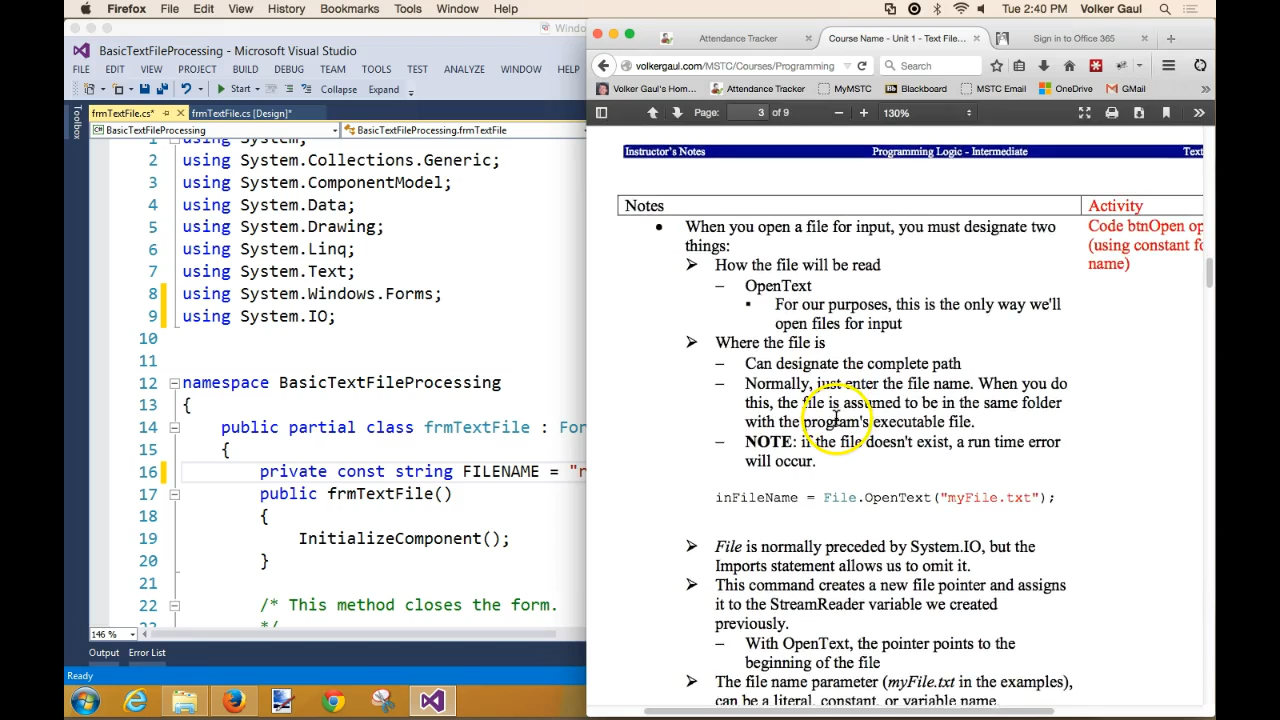 Firefox File Edit View History Bookmarks Tools Window Help Tue 2:40 PM Volker Gaul
BasicTextFileProcessing - Microsoft Visual Studio
Windo
FILE EDIT VIEW PROJECT BUILD DEBUG TEAM TOOLS TEST ANALYZE WINDOW HELP
Start Collapse Expand
frmTextFile.cs* frmTextFile.cs [Design]*
BasicTextFileProcessing BasicTextFileProcessing.frmTextFile
Toolbox
1 using System;
2 using System.Collections.Generic;
3 using System.ComponentModel;
4 using System.Data;
5 using System.Drawing;
6 using System.Linq;
7 using System.Text;
8 using System.Windows.Forms;
9 using System.IO;
10
11
12 namespace BasicTextFileProcessing
13 {
14 public partial class frmTextFile : For
15 {
16 private const string FILENAME = "n
17 public frmTextFile()
18 {
19 InitializeComponent();
20 }
21
22 /* This method closes the form.
23 */
146 %
Output Error List
Ready
Attendance Tracker Course Name - Unit 1 - Text File... Sign in to Office 365
volkergaul.com/MSTC/Courses/Programming Search
Volker Gaul's Hom... Attendance Tracker MyMSTC Blackboard MSTC Email OneDrive GMail
Page: 3 of 9 130%
Instructor's Notes Programming Logic - Intermediate Text
Notes Activity
When you open a file for input, you must designate two things:
How the file will be read
– OpenText
For our purposes, this is the only way we'll
open files for input
Where the file is
– Can designate the complete path
– Normally, just enter the file name. When you do
this, the file is assumed to be in the same folder
with the program's executable file.
– NOTE: if the file doesn't exist, a run time error
will occur.
inFileName = File.OpenText("myFile.txt");
File is normally preceded by System.IO, but the
Imports statement allows us to omit it.
This command creates a new file pointer and assigns
it to the StreamReader variable we created
previously.
– With OpenText, the pointer points to the
beginning of the file
The file name parameter (myFile.txt in the examples),
can be a literal, constant, or variable name.
Code btnOpen op
(using constant fo
name)